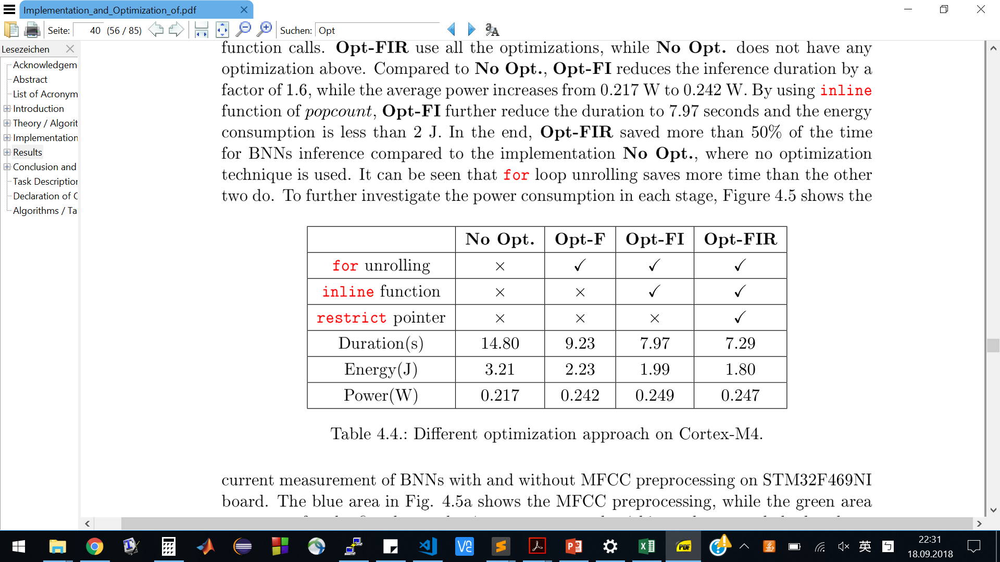 Implementation_and_Optimization_of.pdf
Seite: 40 (56 / 85) Suchen: Opt
Lesezeichen
Acknowledgem
Abstract
List of Acronym
Introduction
Theory / Algorit
Implementation
Results
Conclusion and
Task Description
Declaration of C
Algorithms / Ta
function calls. Opt-FIR use all the optimizations, while No Opt. does not have any
optimization above. Compared to No Opt., Opt-FI reduces the inference duration by a
factor of 1.6, while the average power increases from 0.217 W to 0.242 W. By using inline
function of popcount, Opt-FI further reduce the duration to 7.97 seconds and the energy
consumption is less than 2 J. In the end, Opt-FIR saved more than 50% of the time
for BNNs inference compared to the implementation No Opt., where no optimization
technique is used. It can be seen that for loop unrolling saves more time than the other
two do. To further investigate the power consumption in each stage, Figure 4.5 shows the
No Opt. Opt-F Opt-FI Opt-FIR
for unrolling × ✓ ✓ ✓
inline function × × ✓ ✓
restrict pointer × × × ✓
Duration(s) 14.80 9.23 7.97 7.29
Energy(J) 3.21 2.23 1.99 1.80
Power(W) 0.217 0.242 0.249 0.247
Table 4.4.: Different optimization approach on Cortex-M4.
current measurement of BNNs with and without MFCC preprocessing on STM32F469NI
board. The blue area in Fig. 4.5a shows the MFCC preprocessing, while the green area
英
22:31
18.09.2018